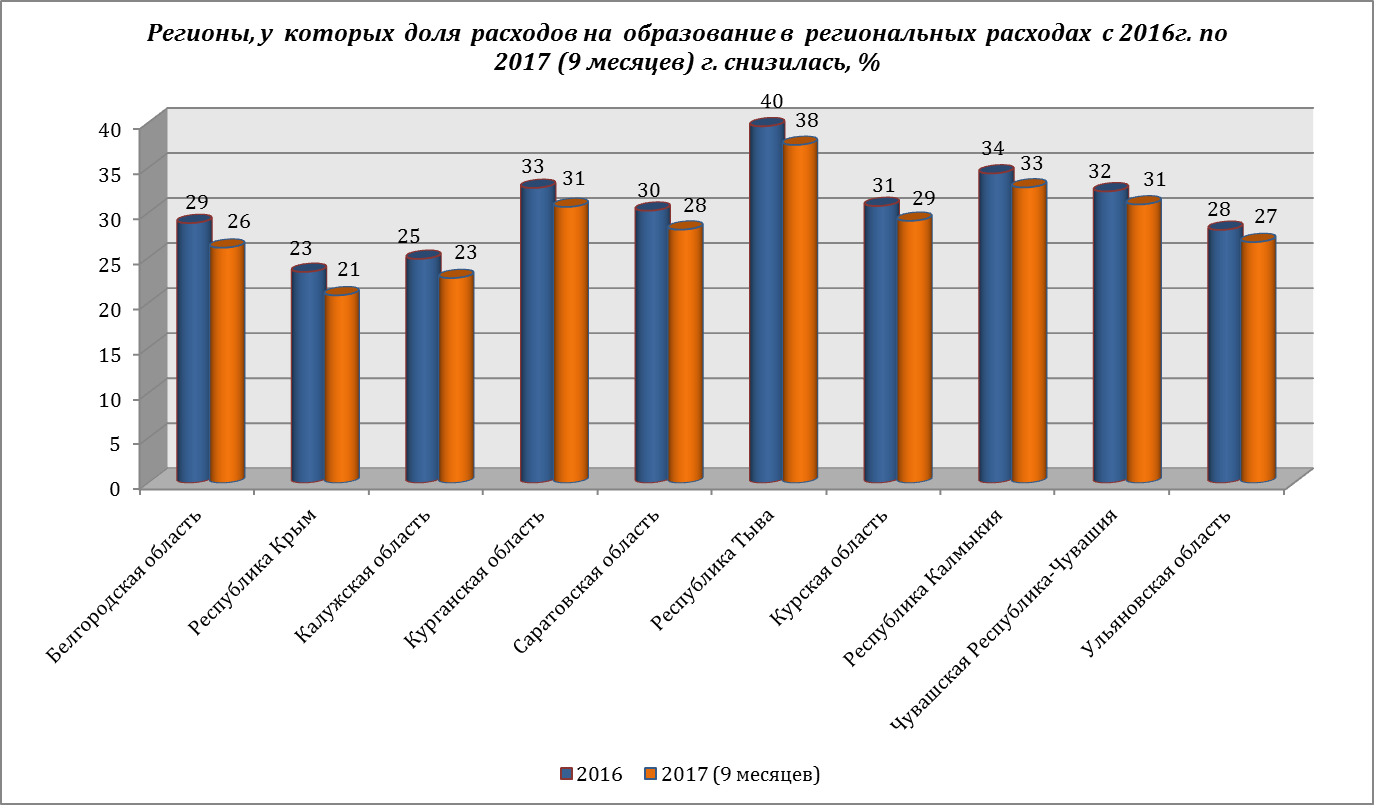 Регионы, у которых доля расходов на образование в региональных расходах с 2016г. по
2017 (9 месяцев) г. снизилась, %
40
35
30
25
20
15
10
5
0
29
26
23
21
25
23
33
31
30
28
40
38
31
29
34
33
32
31
28
27
Белгородская область
Республика Крым
Калужская область
Курганская область
Саратовская область
Республика Тыва
Курская область
Республика Калмыкия
Чувашская Республика-Чувашия
Ульяновская область
2016
2017 (9 месяцев)